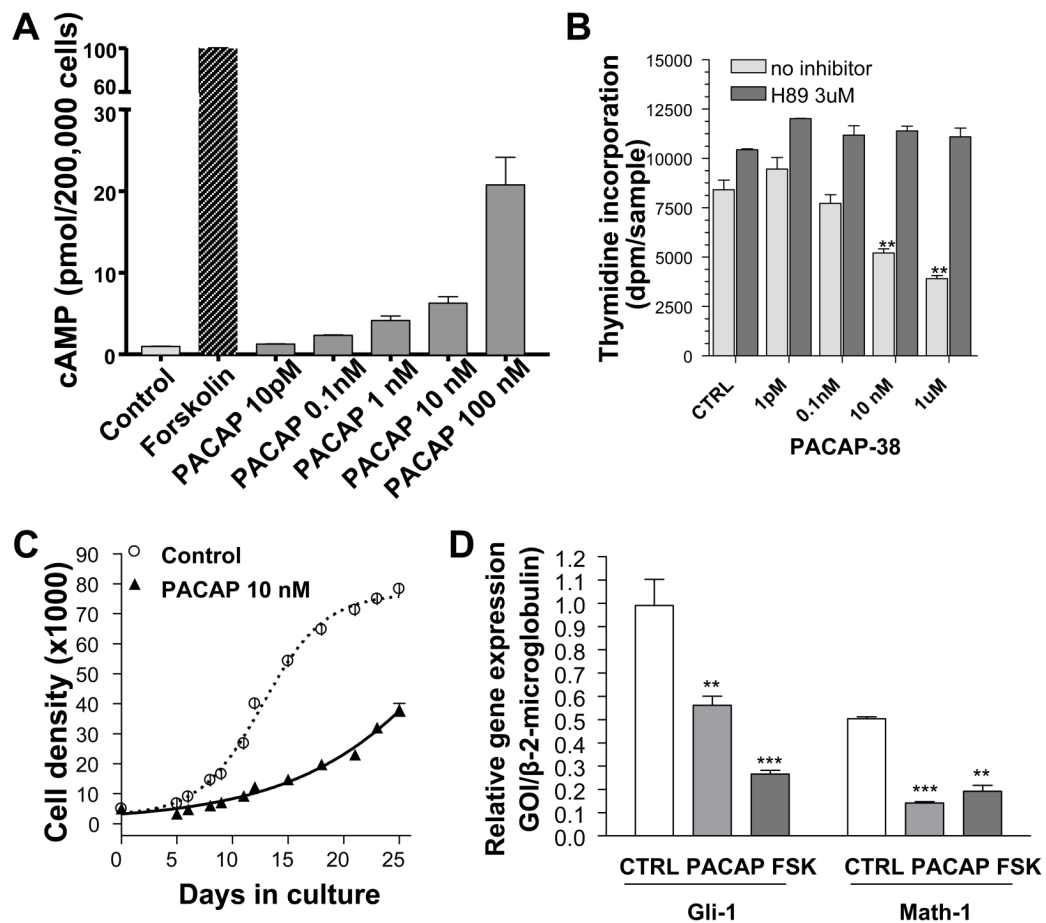 A
cAMP (pmol/200,000 cells)
100
60
30
20
10
0
Control
Forskolin
PACAP 10pM
PACAP 0.1nM
PACAP 1 nM
PACAP 10 nM
PACAP 100 nM
B
Thymidine incorporation
(dpm/sample)
15000
12500
10000
7500
5000
2500
0
no inhibitor
H89 3uM
**
**
CTRL
1pM
0.1nM
10 nM
1uM
PACAP-38
C
Cell density (x1000)
90
80
70
60
50
40
30
20
10
0
Control
PACAP 10 nM
0 5 10 15 20 25
Days in culture
D
Relative gene expression
GOI/β-2-microglobulin)
1.2
1.1
1.0
0.9
0.8
0.7
0.6
0.5
0.4
0.3
0.2
0.1
0.0
**
***
***
**
CTRL PACAP FSK CTRL PACAP FSK
Gli-1 Math-1